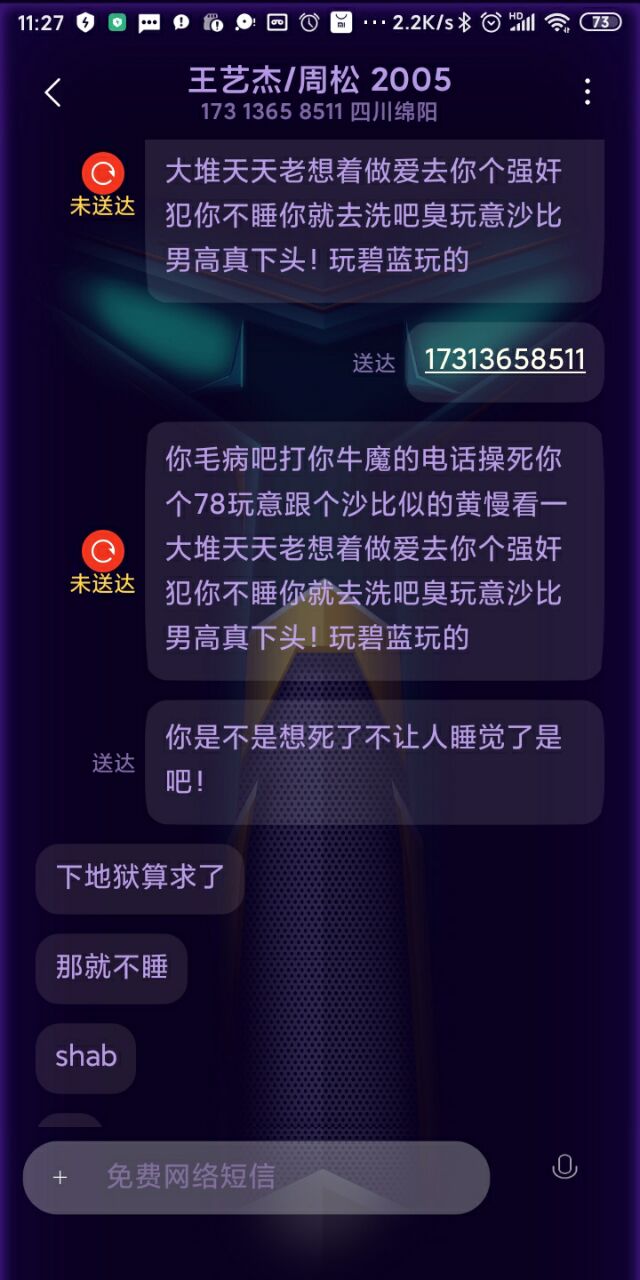 11:27
2.2K/s
HD
73
王艺杰/周松 2005
173 1365 8511 四川绵阳
大堆天天老想着做爱去你个强奸
犯你不睡你就去洗吧臭玩意沙比
男高真下头！玩碧蓝玩的
未送达
送达
17313658511
你毛病吧打你牛魔的电话操死你
个78玩意跟个沙比似的黄慢看一
大堆天天老想着做爱去你个强奸
犯你不睡你就去洗吧臭玩意沙比
男高真下头！玩碧蓝玩的
未送达
送达
你是不是想死了不让人睡觉了是
吧！
下地狱算求了
那就不睡
shab
+ 免费网络短信